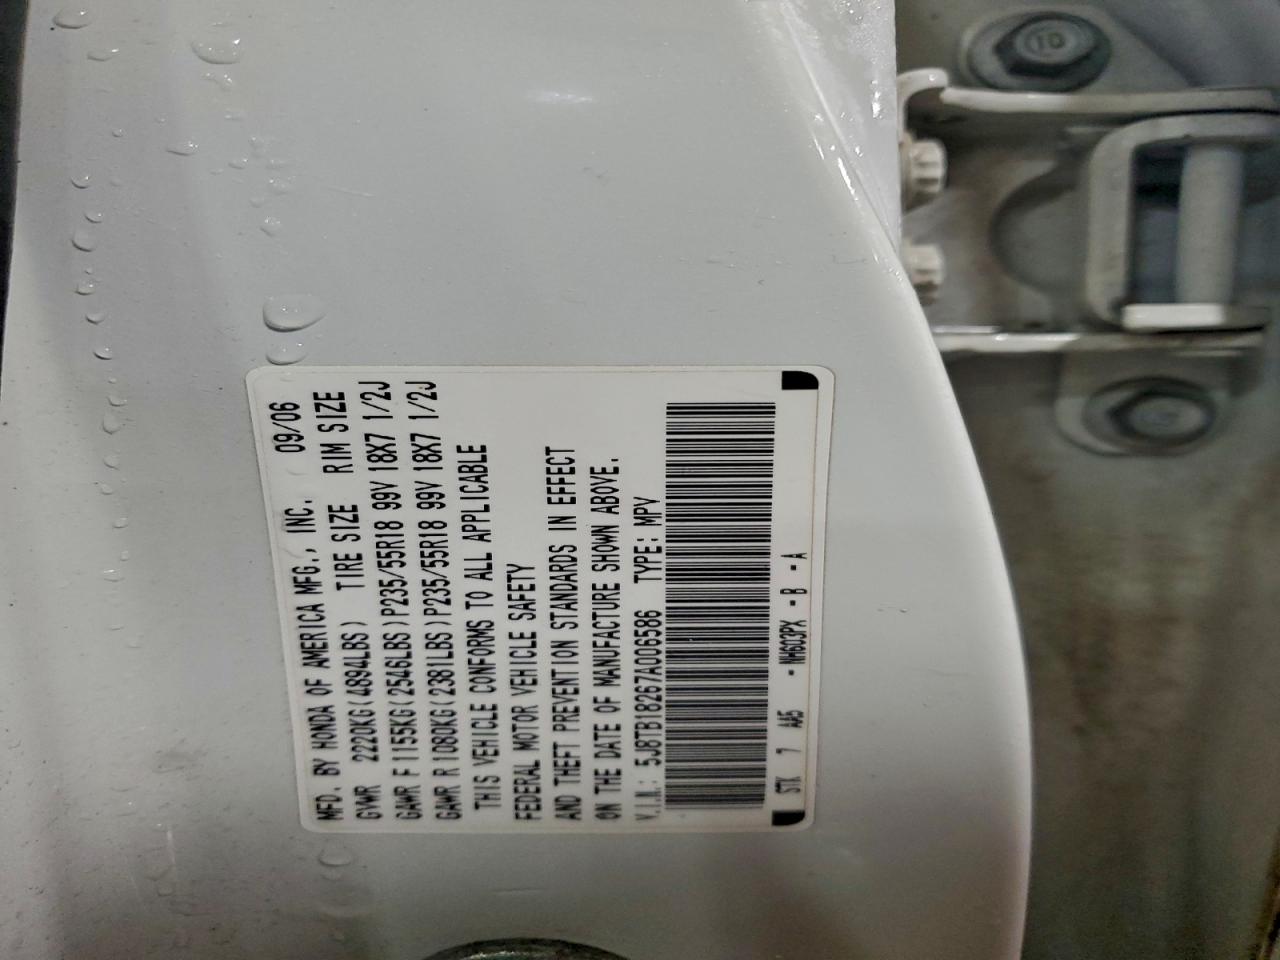 MFD. BY HONDA OF AMERICA MFG., INC. 09/06
GVWR 2220KG(4894LBS) TIRE SIZE RIM SIZE
GAWR F 1155KG(2546LBS)P235/55R18 99V 18X7 1/2J
GAWR R 1080KG(2381LBS)P235/55R18 99V 18X7 1/2J
THIS VEHICLE CONFORMS TO ALL APPLICABLE
FEDERAL MOTOR VEHICLE SAFETY
AND THEFT PREVENTION STANDARDS IN EFFECT
ON THE DATE OF MANUFACTURE SHOWN ABOVE.
V.I.N.: 5J8TB18267A006586 TYPE: MPV
STK 7 AA5 -NH603PX -B -A
10